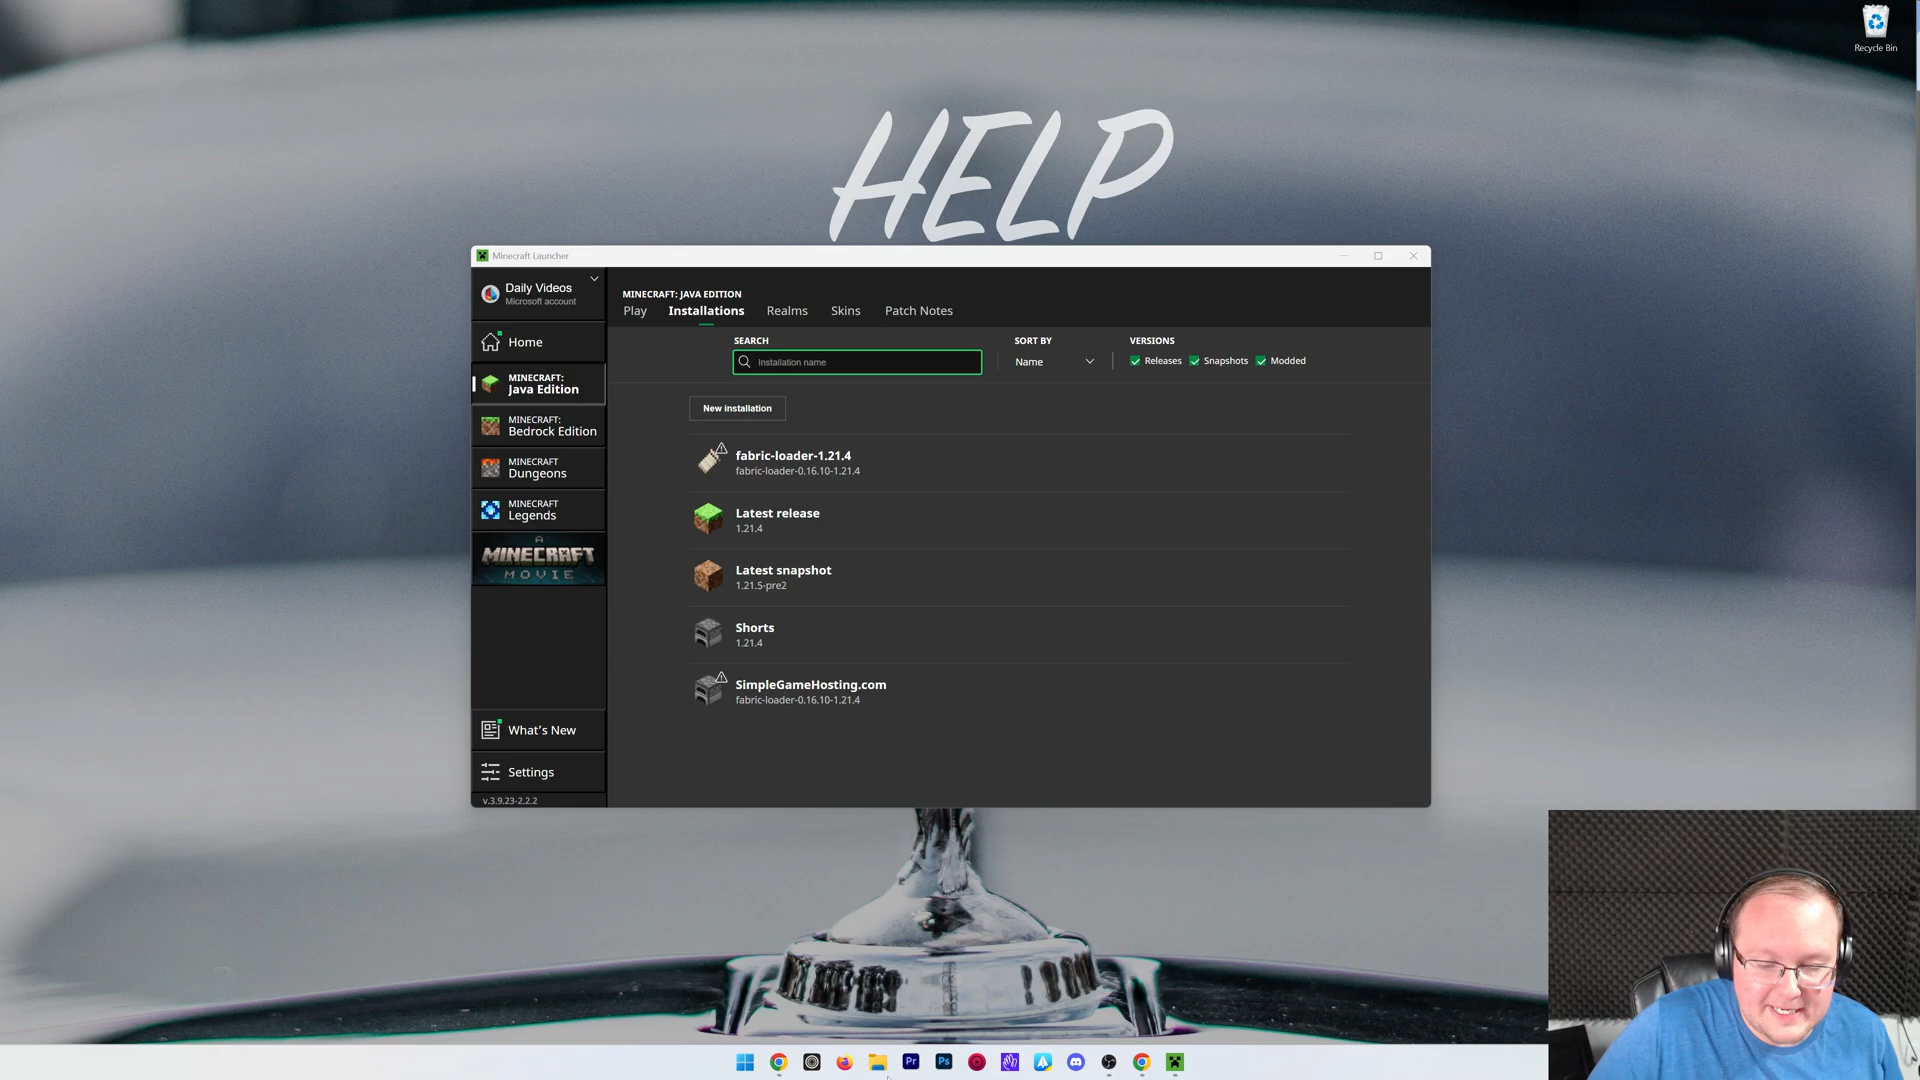 Recycle Bin
HELP
Minecraft Launcher
Daily Videos
Microsoft account
Home
MINECRAFT:
Java Edition
MINECRAFT:
Bedrock Edition
MINECRAFT
Dungeons
MINECRAFT
Legends
A
MINECRAFT
MOVIE
What's New
Settings
v.3.9.23-2.2.2
MINECRAFT: JAVA EDITION
Play Installations Realms Skins Patch Notes
SEARCH SORT BY VERSIONS
Installation name Name Releases Snapshots Modded
New installation
fabric-loader-1.21.4
fabric-loader-0.16.10-1.21.4
Latest release
1.21.4
Latest snapshot
1.21.5-pre2
Shorts
1.21.4
SimpleGameHosting.com
fabric-loader-0.16.10-1.21.4
Pr Ps